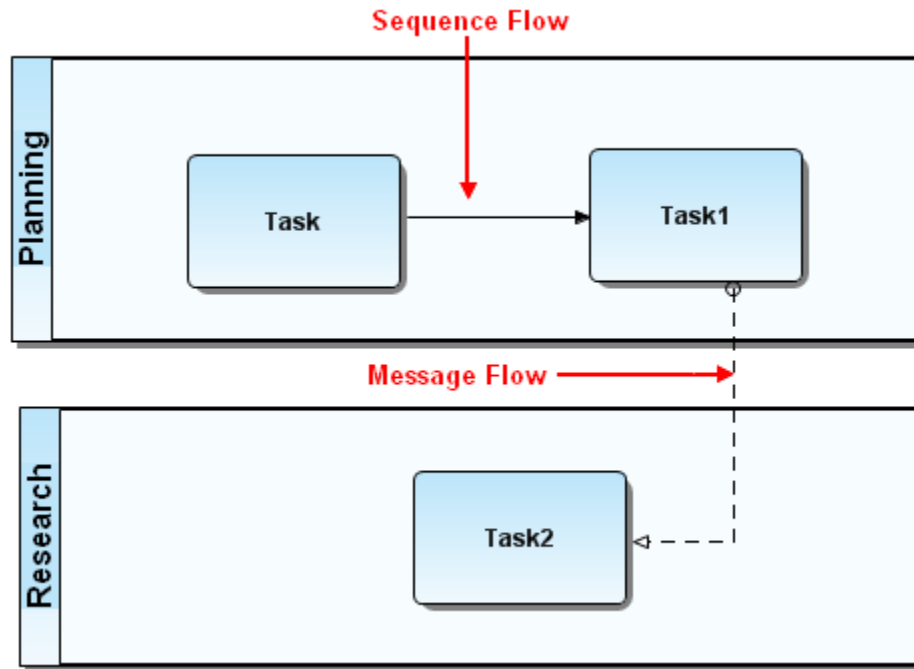 Sequence Flow
Planning
Task
Task1
Message Flow
Research
Task2